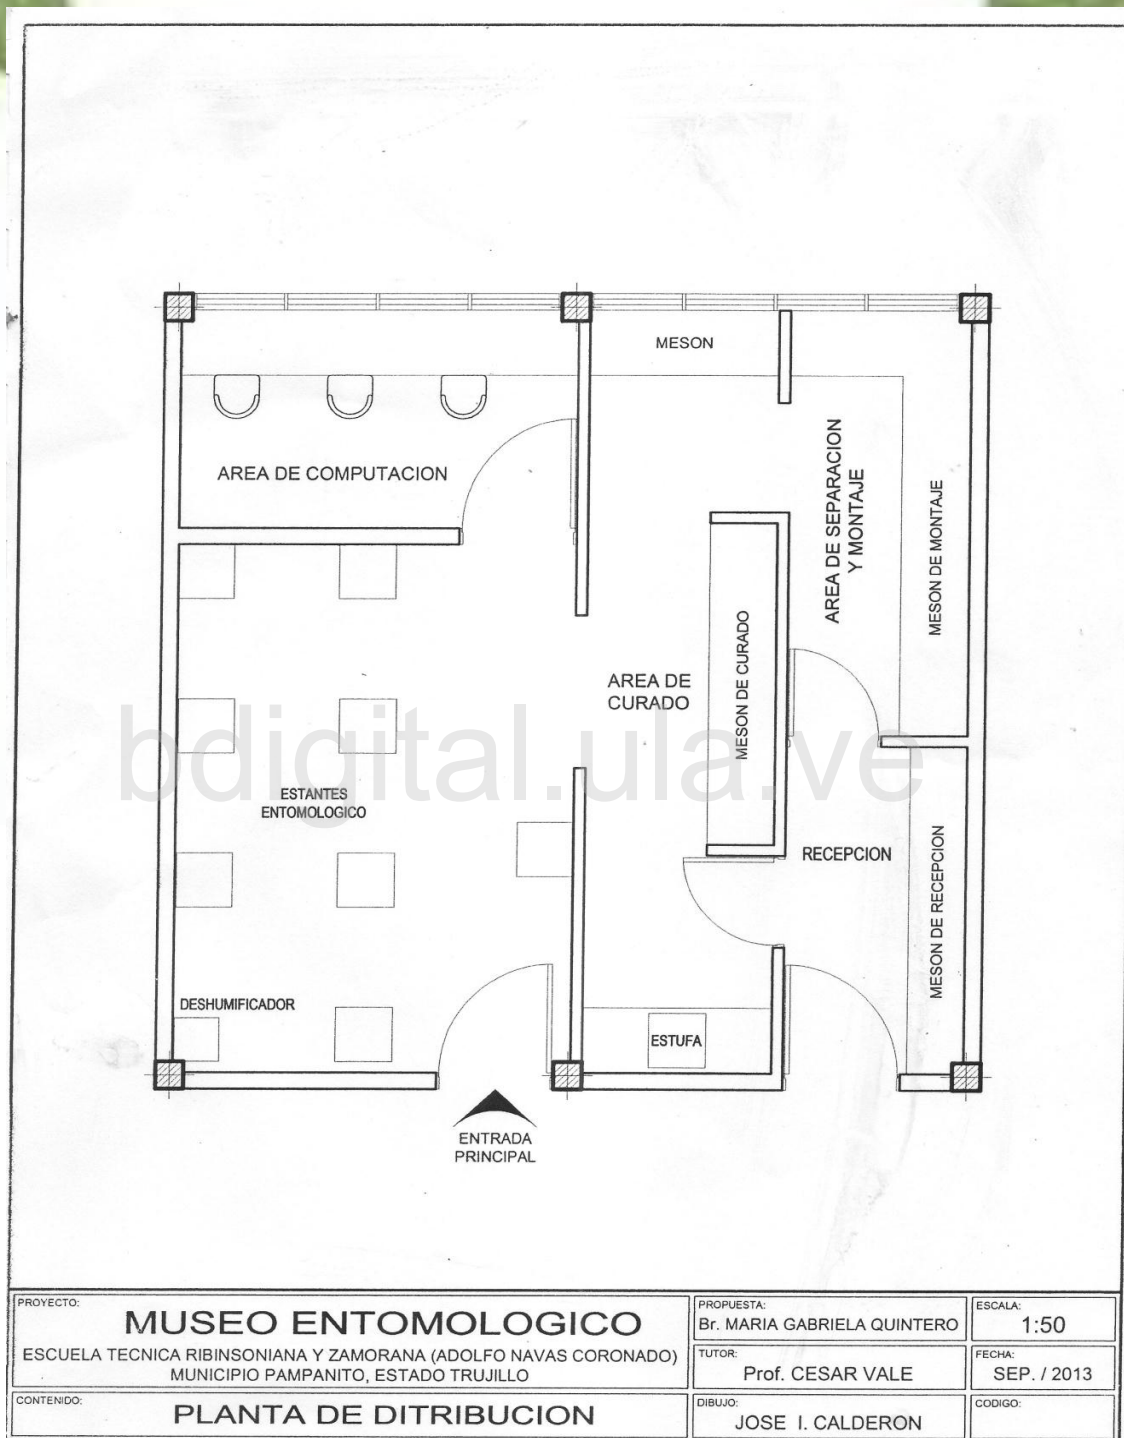 MESON
AREA DE COMPUTACION
AREA DE SEPARACION
Y MONTAJE
MESON DE MONTAJE
MESON DE CURADO
AREA DE
CURADO
bdigital.ula.ve
ESTANTES
ENTOMOLOGICO
RECEPCION
MESON DE RECEPCION
DESHUMIFICADOR
ESTUFA
ENTRADA
PRINCIPAL
PROYECTO:
MUSEO ENTOMOLOGICO
ESCUELA TECNICA RIBINSONIANA Y ZAMORANA (ADOLFO NAVAS CORONADO)
MUNICIPIO PAMPANITO, ESTADO TRUJILLO
CONTENIDO:
PLANTA DE DITRIBUCION
PROPUESTA:
Br. MARIA GABRIELA QUINTERO
TUTOR:
Prof. CESAR VALE
DIBUJO:
JOSE I. CALDERON
ESCALA:
1:50
FECHA:
SEP. / 2013
CODIGO: